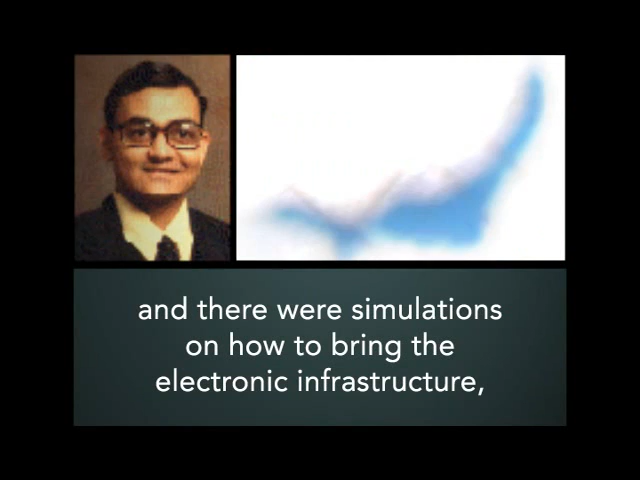 and there were simulations
on how to bring the
electronic infrastructure,